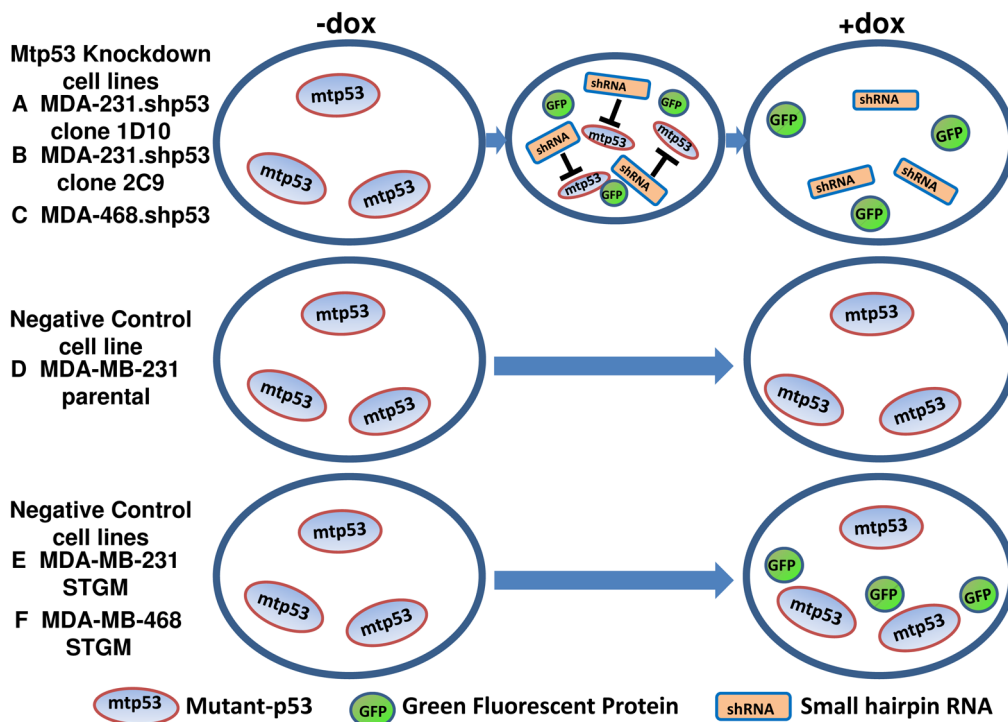 -dox
+dox
Mtp53 Knockdown
cell lines
A MDA-231.shp53
clone 1D10
B MDA-231.shp53
clone 2C9
C MDA-468.shp53
mtp53
mtp53
mtp53
shRNA
GFP
GFP
shRNA
mtp53
mtp53
mtp53
GFP
shRNA
shRNA
GFP
GFP
shRNA
shRNA
GFP
Negative Control
cell line
D MDA-MB-231
parental
mtp53
mtp53
mtp53
mtp53
mtp53
mtp53
Negative Control
cell lines
E MDA-MB-231
STGM
F MDA-MB-468
STGM
mtp53
mtp53
mtp53
mtp53
GFP
GFP
GFP
mtp53
mtp53
mtp53 Mutant-p53
GFP Green Fluorescent Protein
shRNA Small hairpin RNA